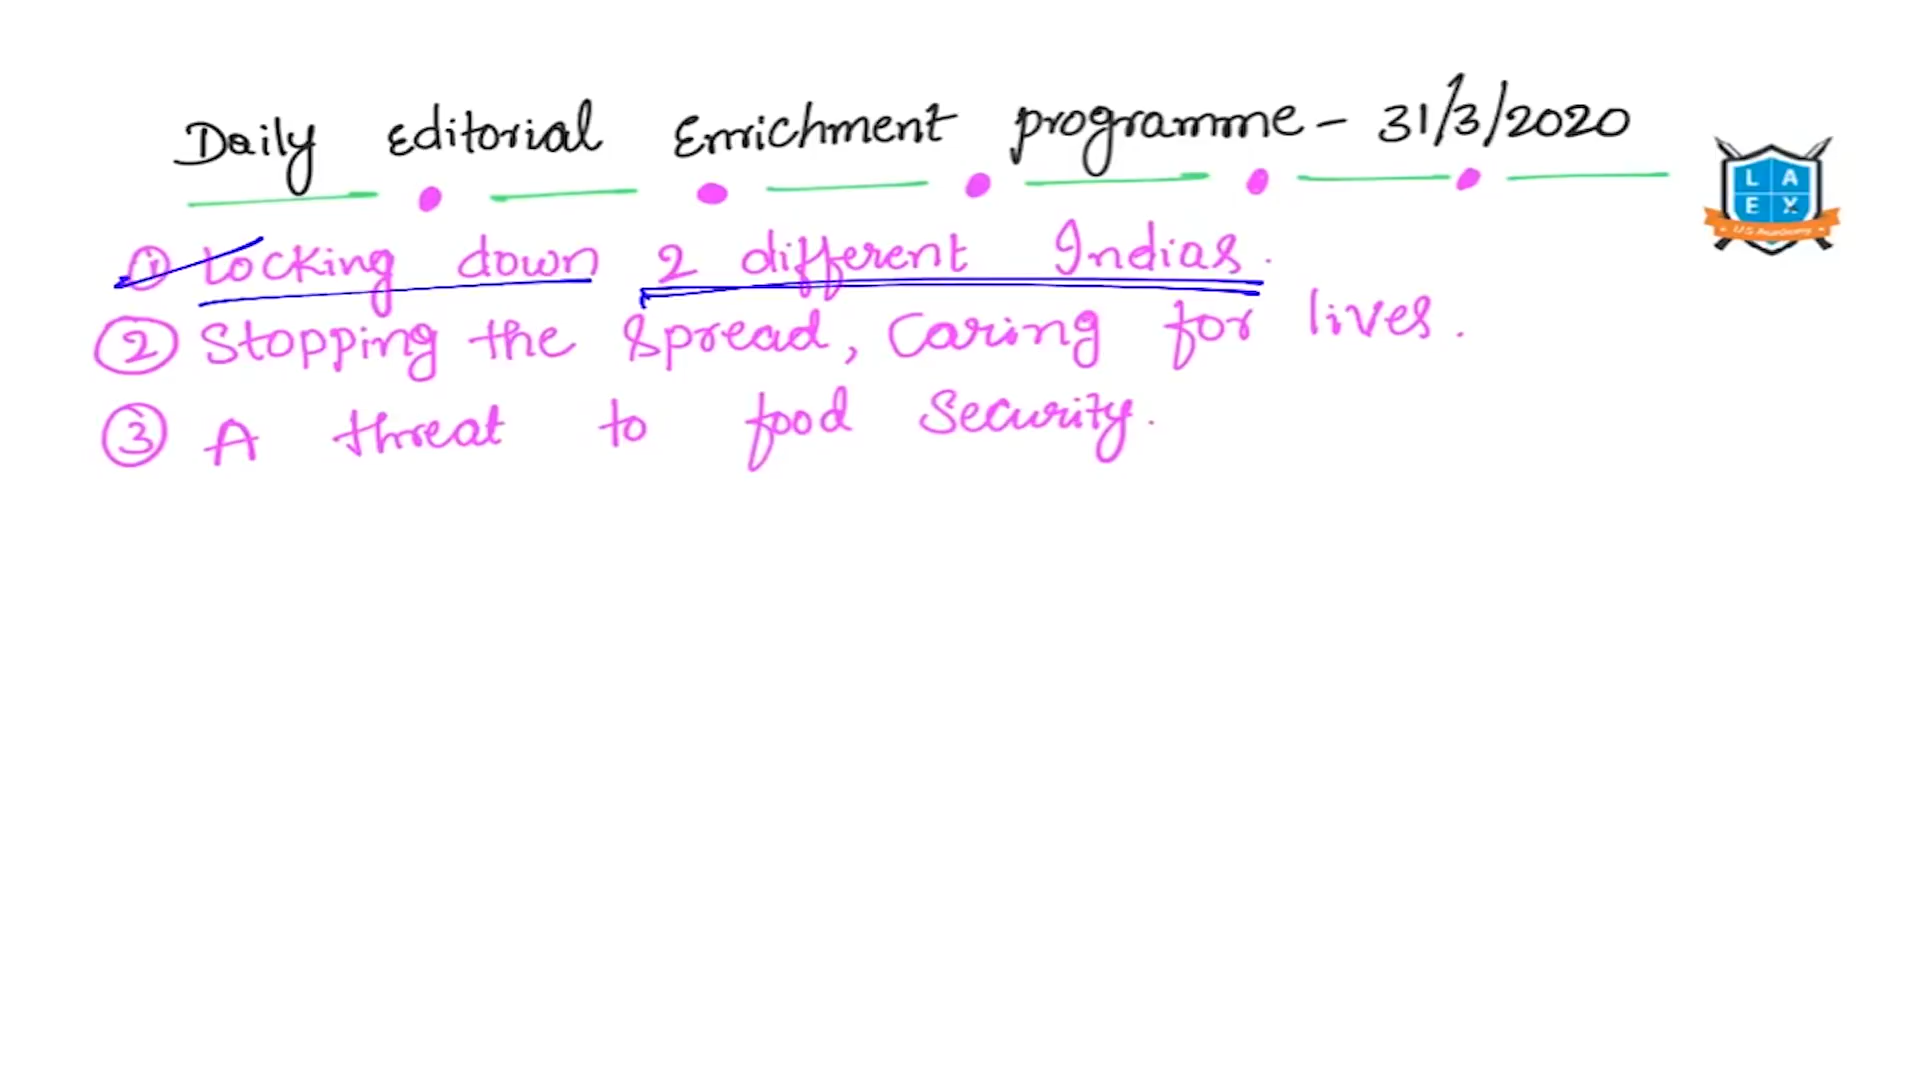 Daily Editorial Enrichment programme - 31/3/2020
L A
E X
① Locking down 2 different Indias.
② Stopping the spread, Caring for lives.
③ A threat to food Security.